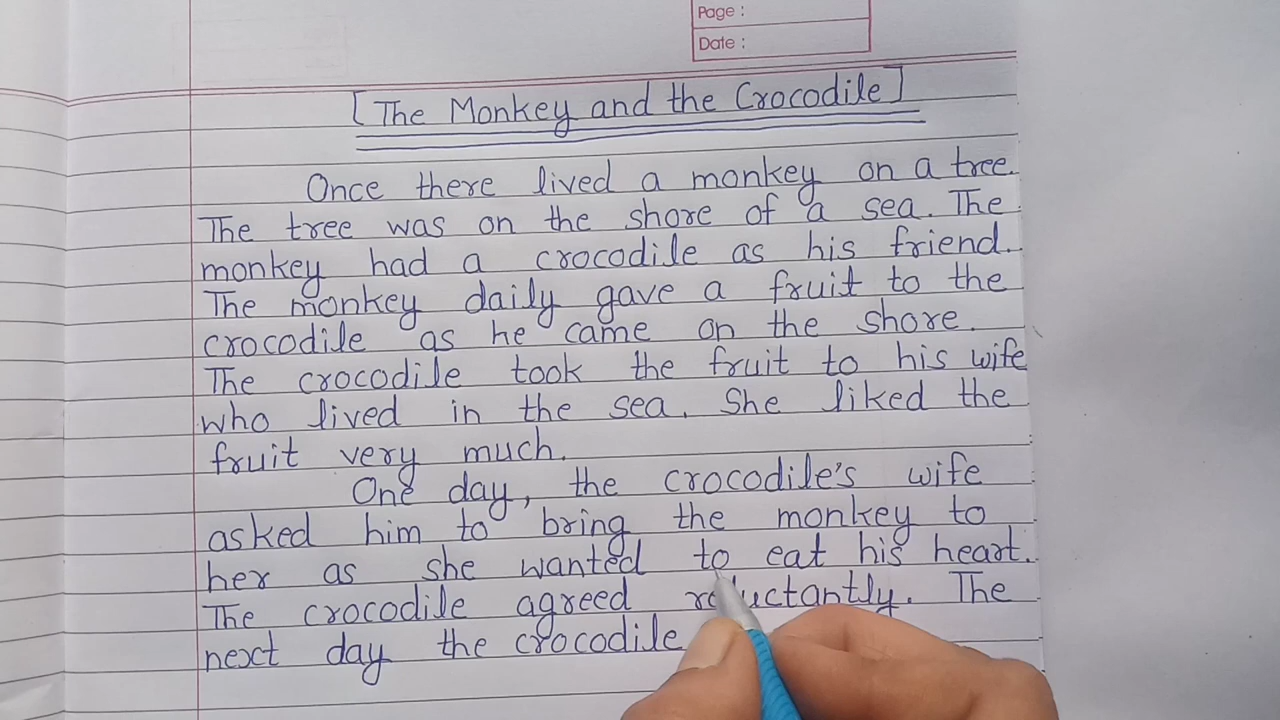 Page :
Date :
[The Monkey and the Crocodile]
Once there lived a monkey on a tree.
The tree was on the shore of a sea. The
monkey had a crocodile as his friend.
The monkey daily gave a fruit to the
crocodile as he came on the shore.
The crocodile took the fruit to his wife
who lived in the sea. She liked the
fruit very much.
One day, the crocodile's wife
asked him to bring the monkey to
her as she wanted to eat his heart.
The crocodile agreed reluctantly. The
next day the crocodile